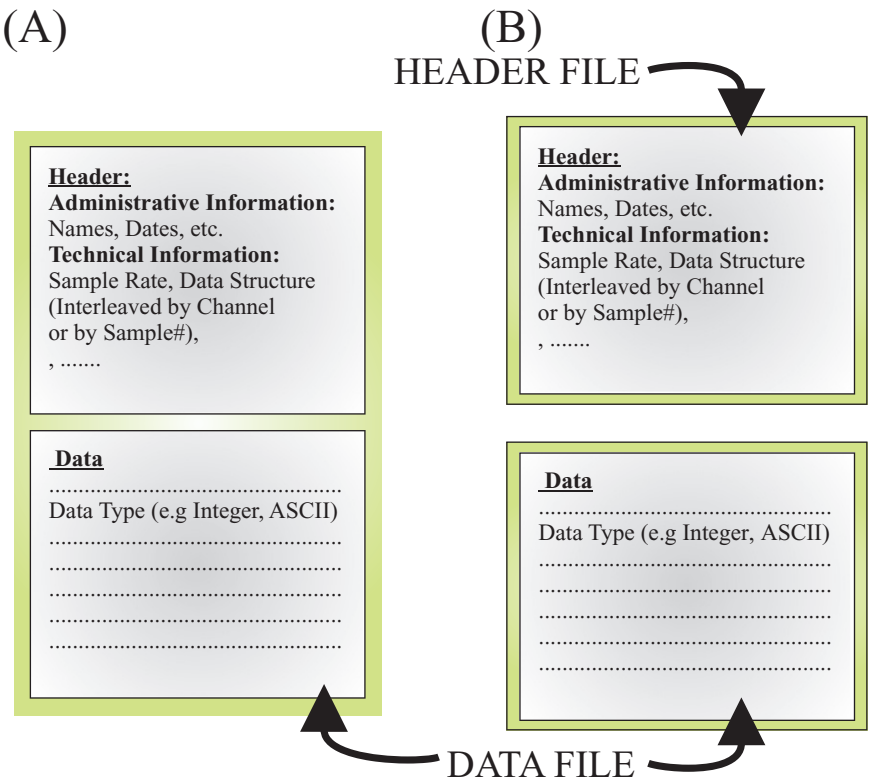 (A)
Header:
Administrative Information:
Names, Dates, etc.
Technical Information:
Sample Rate, Data Structure
(Interleaved by Channel
or by Sample#),
, .......
Data
.................................................
Data Type (e.g Integer, ASCII)
.................................................
.................................................
.................................................
.................................................
.................................................
(B)
HEADER FILE
Header:
Administrative Information:
Names, Dates, etc.
Technical Information:
Sample Rate, Data Structure
(Interleaved by Channel
or by Sample#),
, .......
Data
.................................................
Data Type (e.g Integer, ASCII)
.................................................
.................................................
.................................................
.................................................
.................................................
DATA FILE